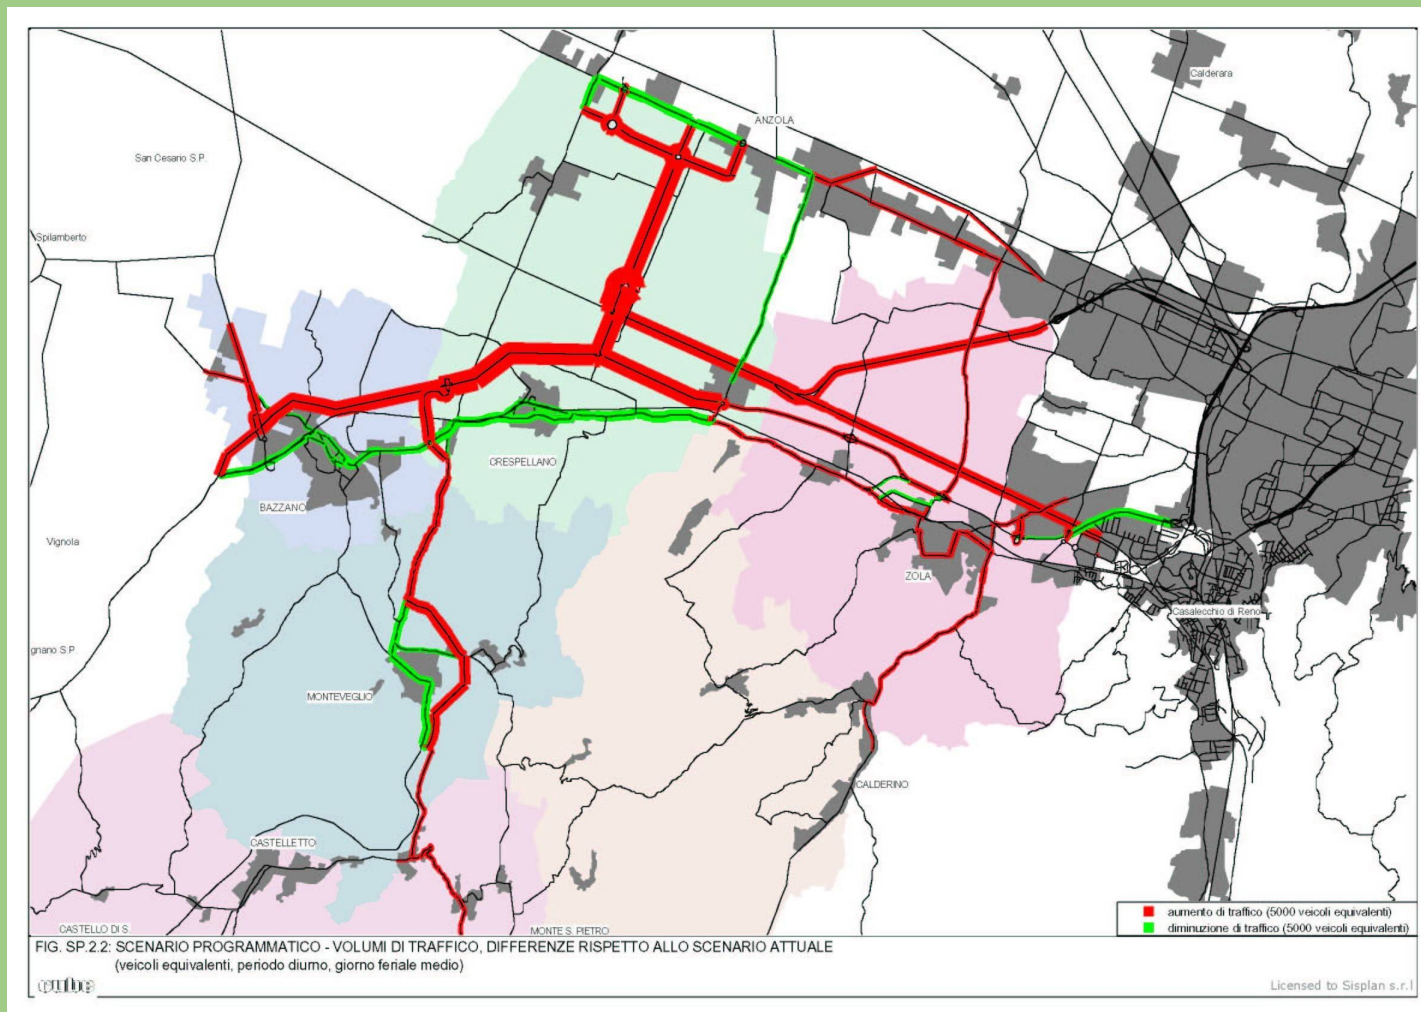 Calderara
ANZOLA
San Cesario S.P.
Spilamberto
CRESPELLANO
BAZZANO
Vignola
ZOLA
Casalecchio di Reno
gnano S.P.
MONTEVEGLIO
CALDERINO
CASTELLETTO
CASTELLO DI S.
MONTE S. PIETRO
aumento di traffico (5000 veicoli equivalenti)
diminuzione di traffico (5000 veicoli equivalenti)
FIG. SP.2.2: SCENARIO PROGRAMMATICO - VOLUMI DI TRAFFICO, DIFFERENZE RISPETTO ALLO SCENARIO ATTUALE
(veicoli equivalenti, periodo diurno, giorno feriale medio)
cube
Licensed to Sisplan s.r.l